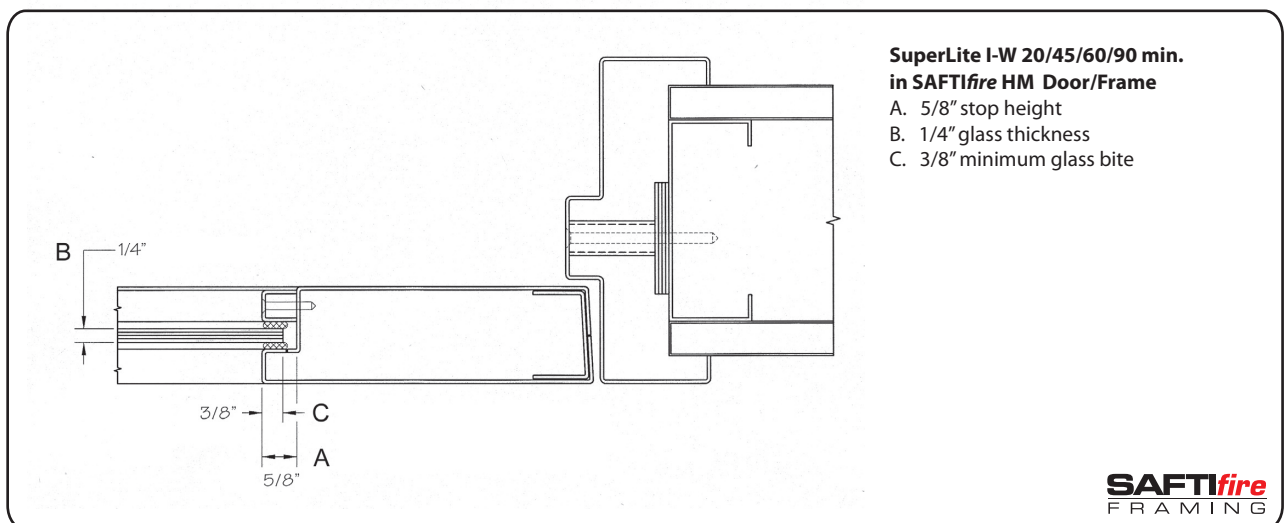 SuperLite I-W 20/45/60/90 min.
in SAFTIfire HM Door/Frame
A. 5/8” stop height
B. 1/4” glass thickness
C. 3/8” minimum glass bite
B 1/4”
3/8” C
A
5/8”
SAFTIfire
FRAMING